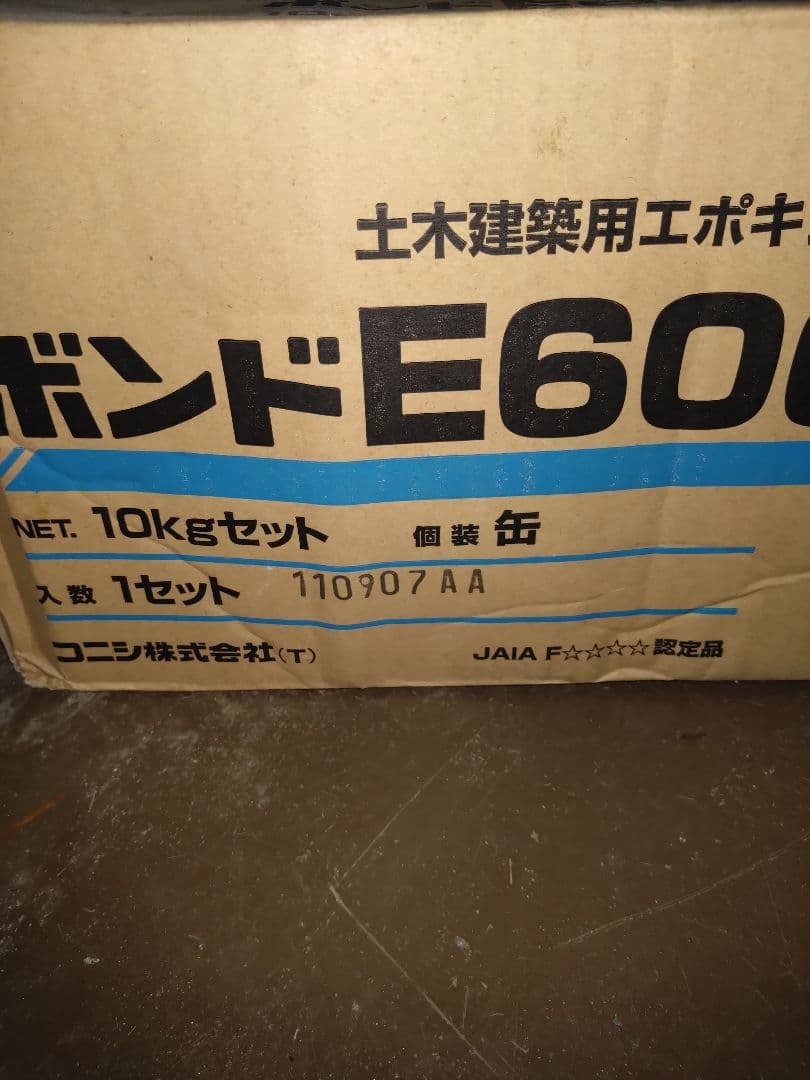 土木建築用エポキ
ボンドE60
NET. 10kgセット 個装 缶
入数 1セット 110907AA
コニシ株式会社(T) JAIA F☆☆☆☆認定品